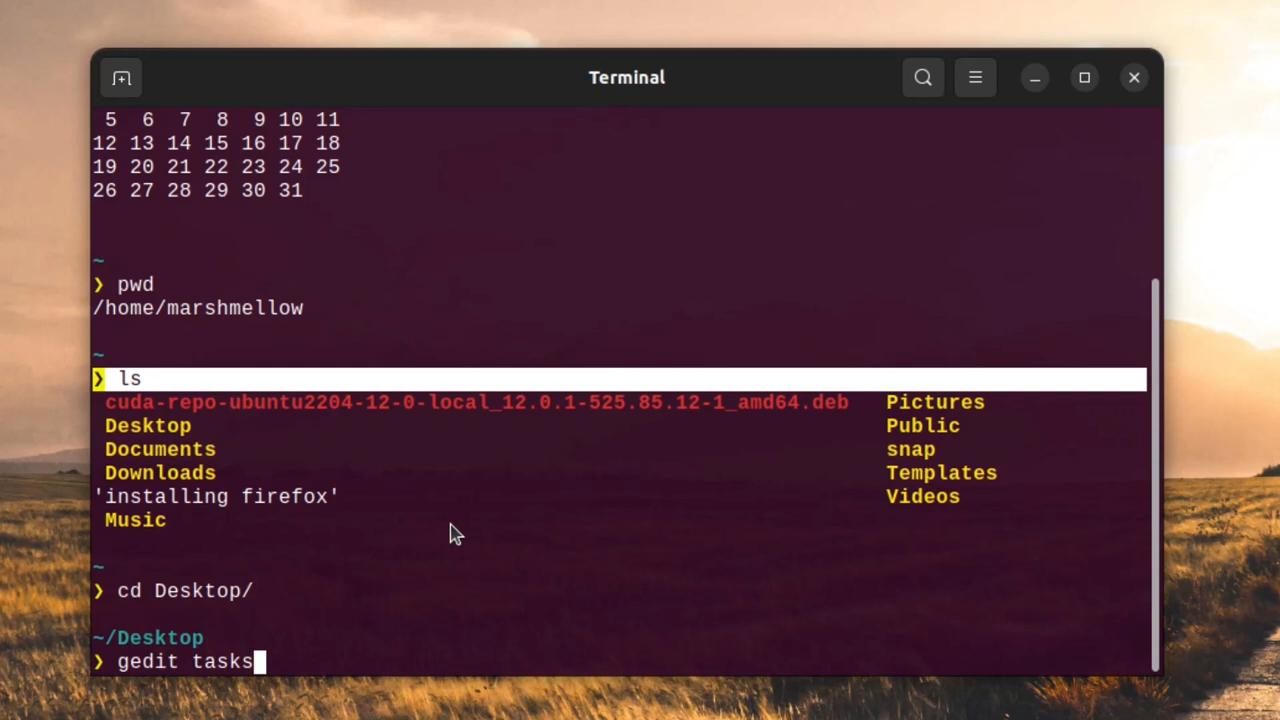 Terminal
 5  6  7  8  9 10 11
12 13 14 15 16 17 18
19 20 21 22 23 24 25
26 27 28 29 30 31
~
❯ pwd
/home/marshmellow
~
❯ ls
cuda-repo-ubuntu2204-12-0-local_12.0.1-525.85.12-1_amd64.deb   Pictures
Desktop   Public
Documents   snap
Downloads   Templates
'installing firefox'   Videos
Music
~
❯ cd Desktop/
~/Desktop
❯ gedit tasks